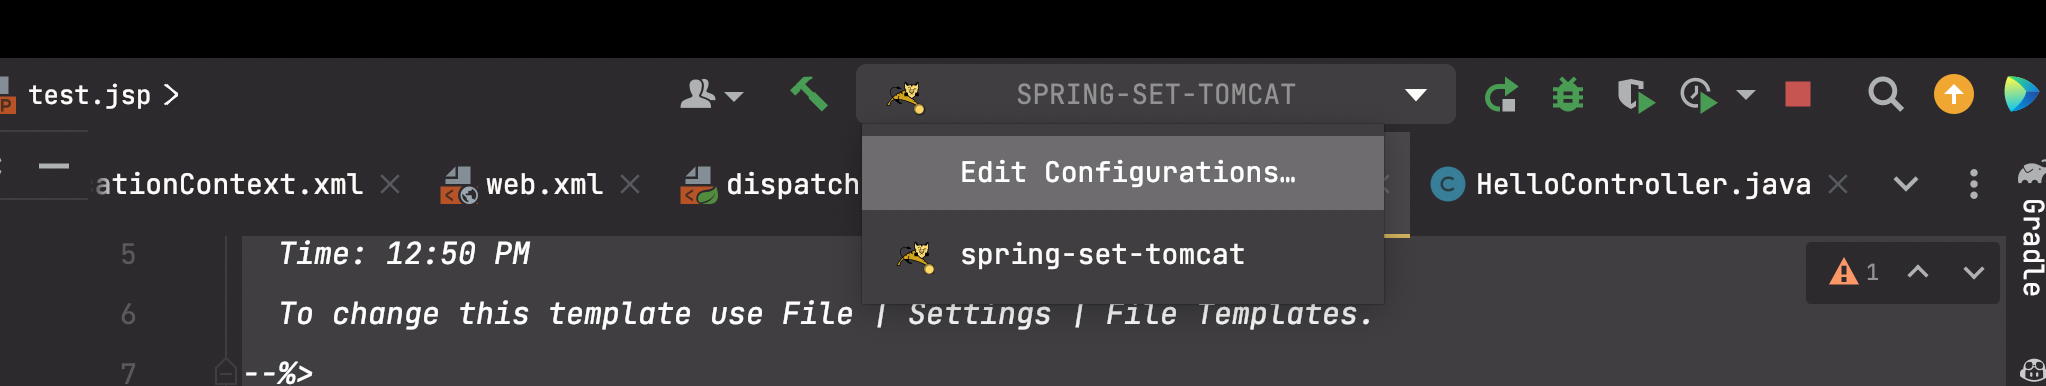 test.jsp
SPRING-SET-TOMCAT
Edit Configurations…
spring-set-tomcat
ationContext.xml
web.xml
dispatch
HelloController.java
5
Time: 12:50 PM
1
6
To change this template use File | Settings | File Templates.
7
--%>
Gradle